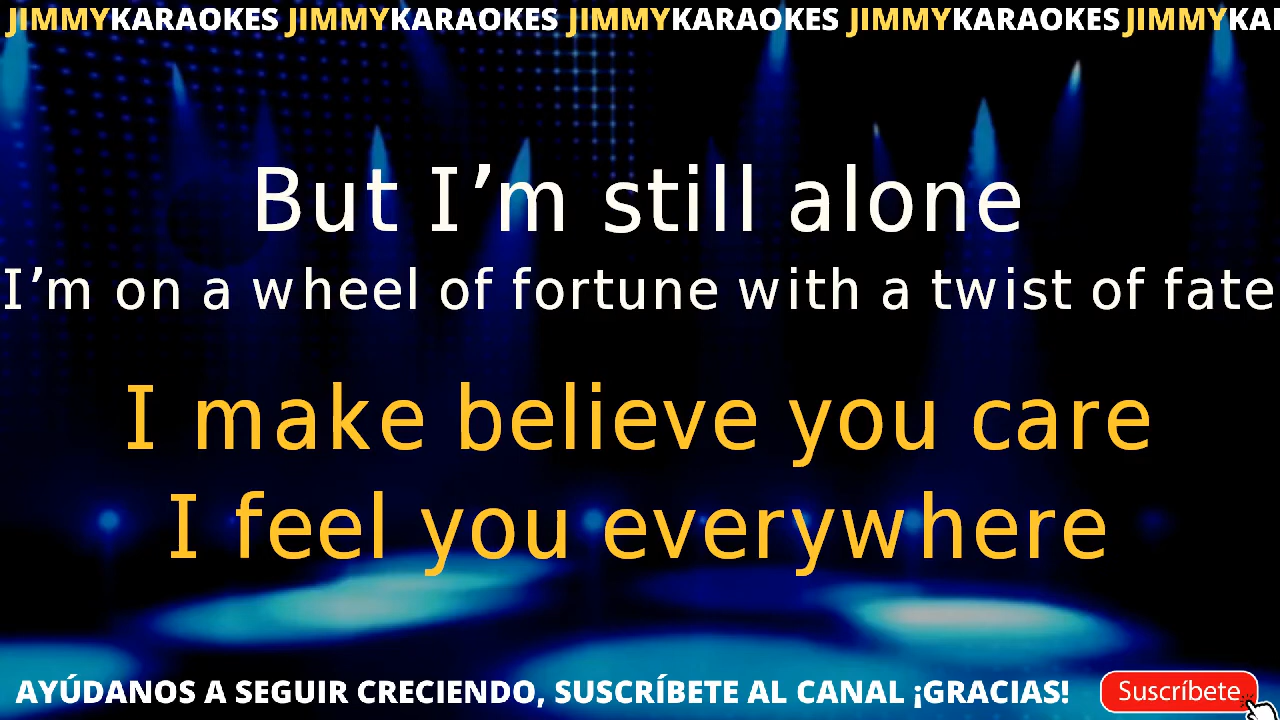 JIMMYKARAOKES JIMMYKARAOKES JIMMYKARAOKES JIMMYKARAOKES JIMMYKA
But I’m still alone
I’m on a wheel of fortune with a twist of fate
I make believe you care
I feel you everywhere
AYÚDANOS A SEGUIR CRECIENDO, SUSCRÍBETE AL CANAL ¡GRACIAS! Suscríbete